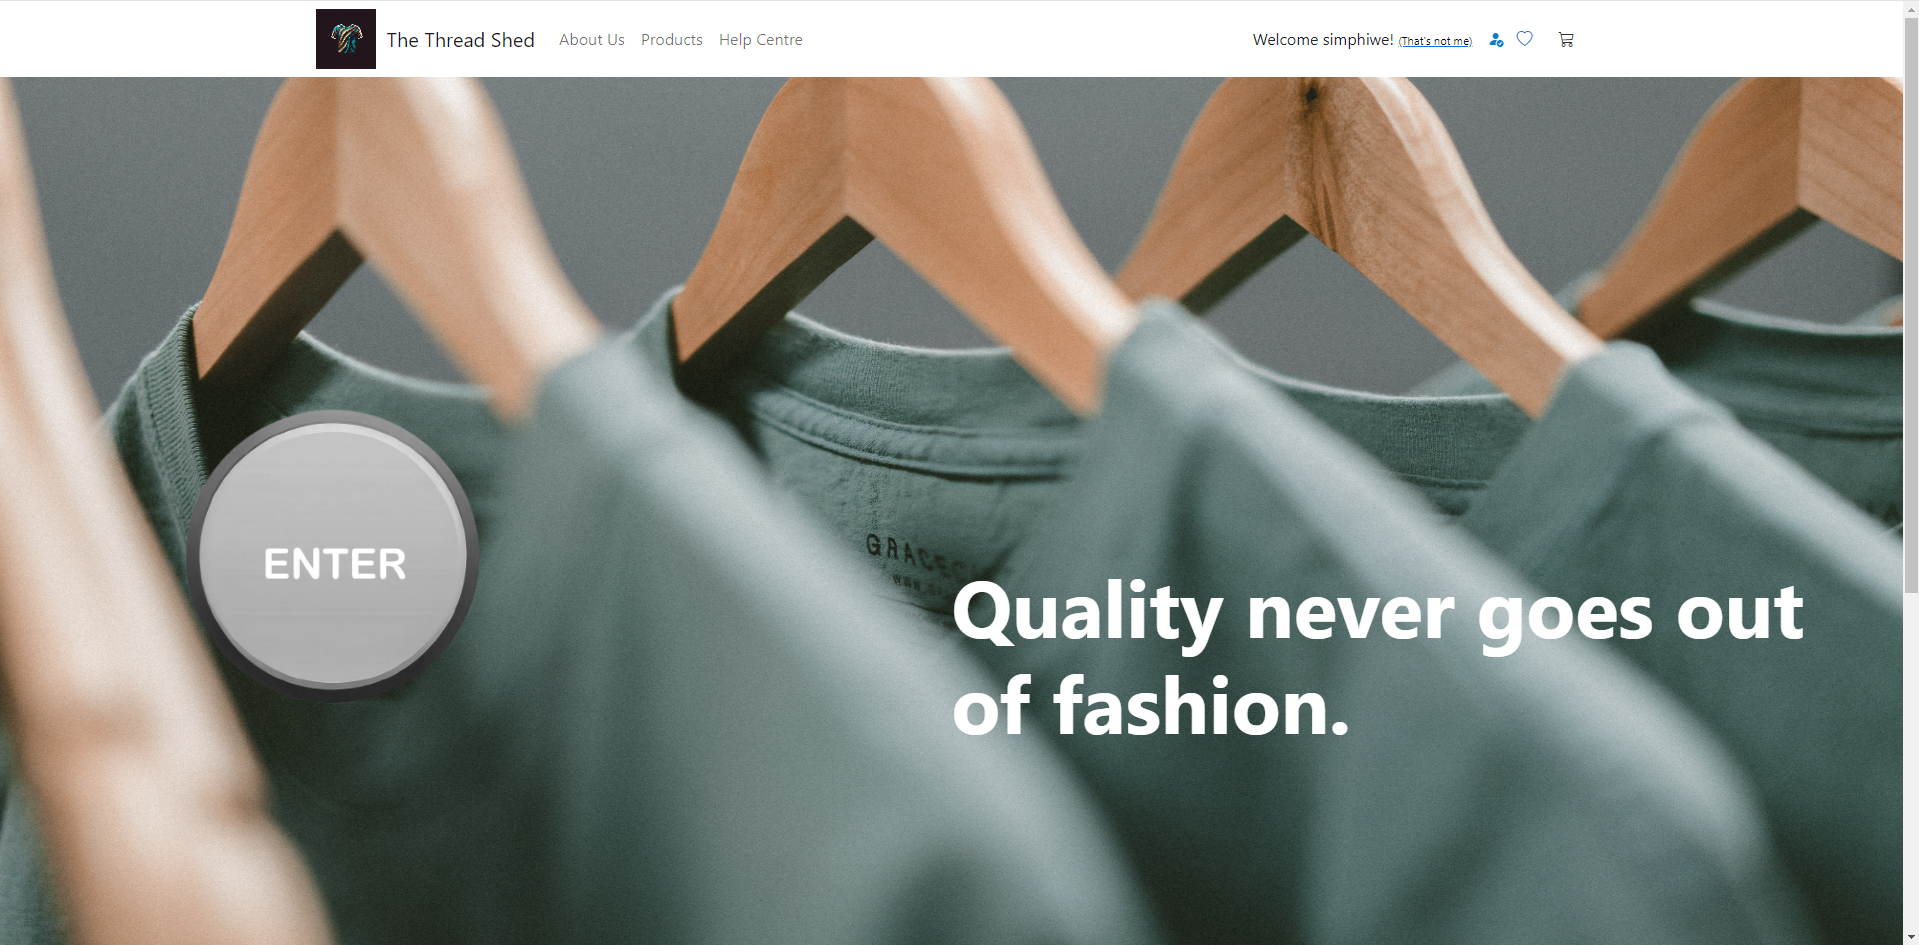 The Thread Shed
About Us
Products
Help Centre
Welcome simphiwe! (That's not me)
ENTER
Quality never goes out
of fashion.